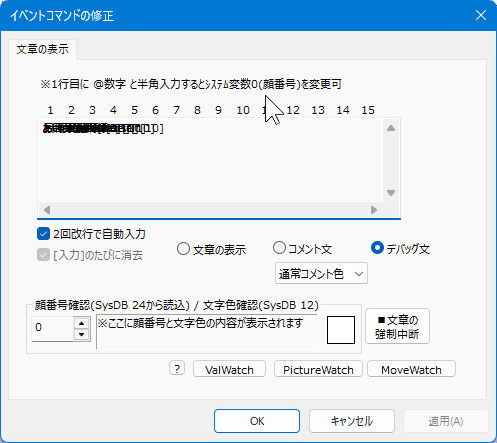 イベントコマンドの修正
文章の表示
※1行目に @数字 と半角入力するとシステム変数0(顔番号)を変更可
1 2 3 4 5 6 7 8 9 10 11 12 13 14 15
2回改行で自動入力
[入力]のたびに消去
文章の表示
コメント文
デバッグ文
通常コメント色
顔番号確認(SysDB 24から読込) / 文字色確認(SysDB 12)
0
※ここに顔番号と文字色の内容が表示されます
■文章の
強制中断
?
ValWatch
PictureWatch
MoveWatch
OK
キャンセル
適用(A)